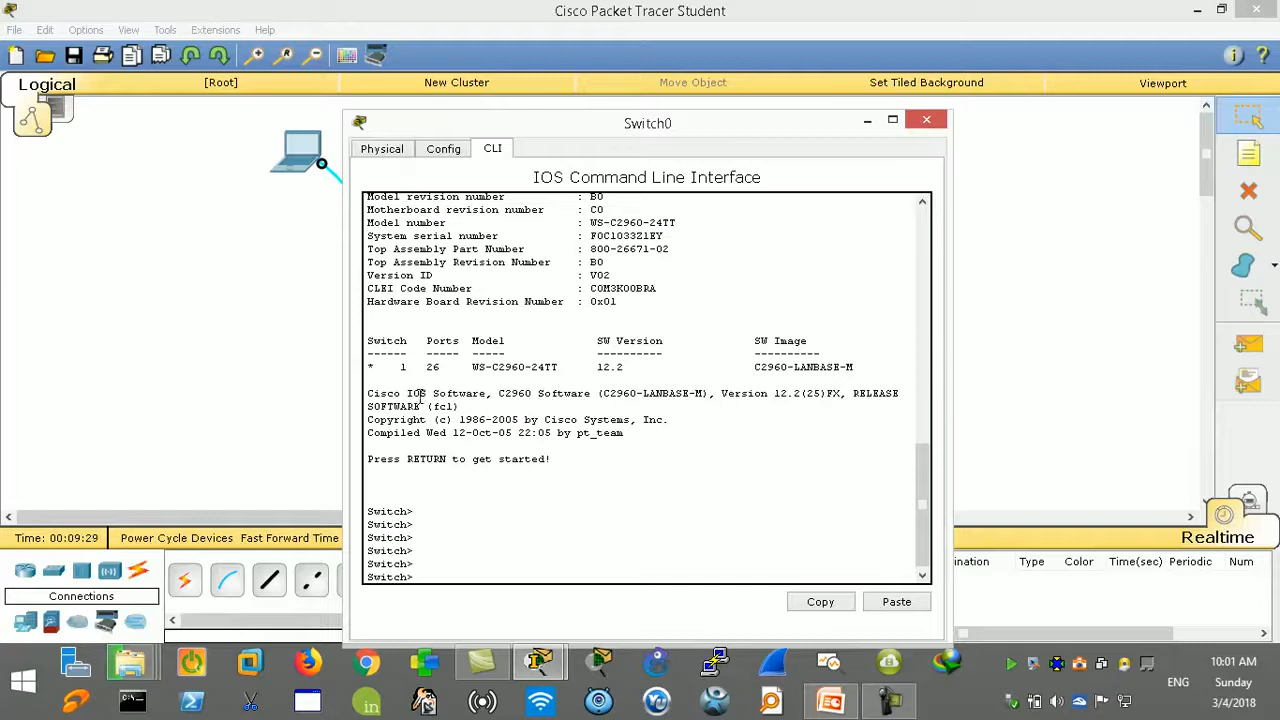 Cisco Packet Tracer Student
File Edit Options View Tools Extensions Help
Logical [Root] New Cluster Move Object Set Tiled Background Viewport
Switch0
Physical Config CLI
IOS Command Line Interface
Model revision number : B0
Motherboard revision number : C0
Model number : WS-C2960-24TT
System serial number : FOC1033Z1EY
Top Assembly Part Number : 800-26671-02
Top Assembly Revision Number : B0
Version ID : V02
CLEI Code Number : COM3K00BRA
Hardware Board Revision Number : 0x01
Switch Ports Model SW Version SW Image
------ ----- ----- ---------- ----------
* 1 26 WS-C2960-24TT 12.2 C2960-LANBASE-M
Cisco IOS Software, C2960 Software (C2960-LANBASE-M), Version 12.2(25)FX, RELEASE
SOFTWARE (fc1)
Copyright (c) 1986-2005 by Cisco Systems, Inc.
Compiled Wed 12-Oct-05 22:05 by pt_team
Press RETURN to get started!
Switch>
Switch>
Switch>
Switch>
Switch>
Switch>
Copy Paste
Time: 00:09:29 Power Cycle Devices Fast Forward Time
Realtime
Connections
ination Type Color Time(sec) Periodic Num
ENG
10:01 AM
Sunday
3/4/2018